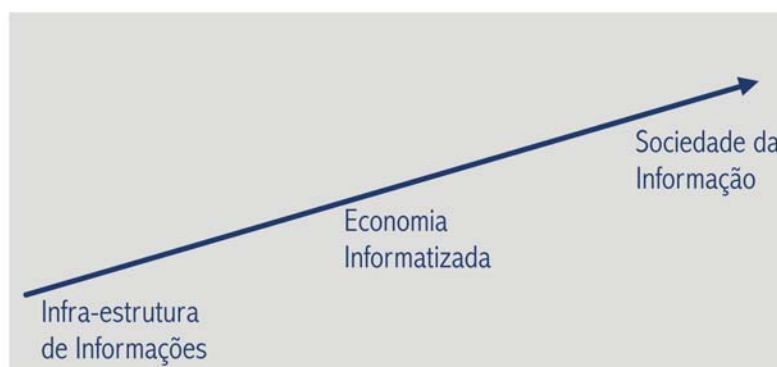 Sociedade da
Informação
Economia
Informatizada
Infra-estrutura
de Informações